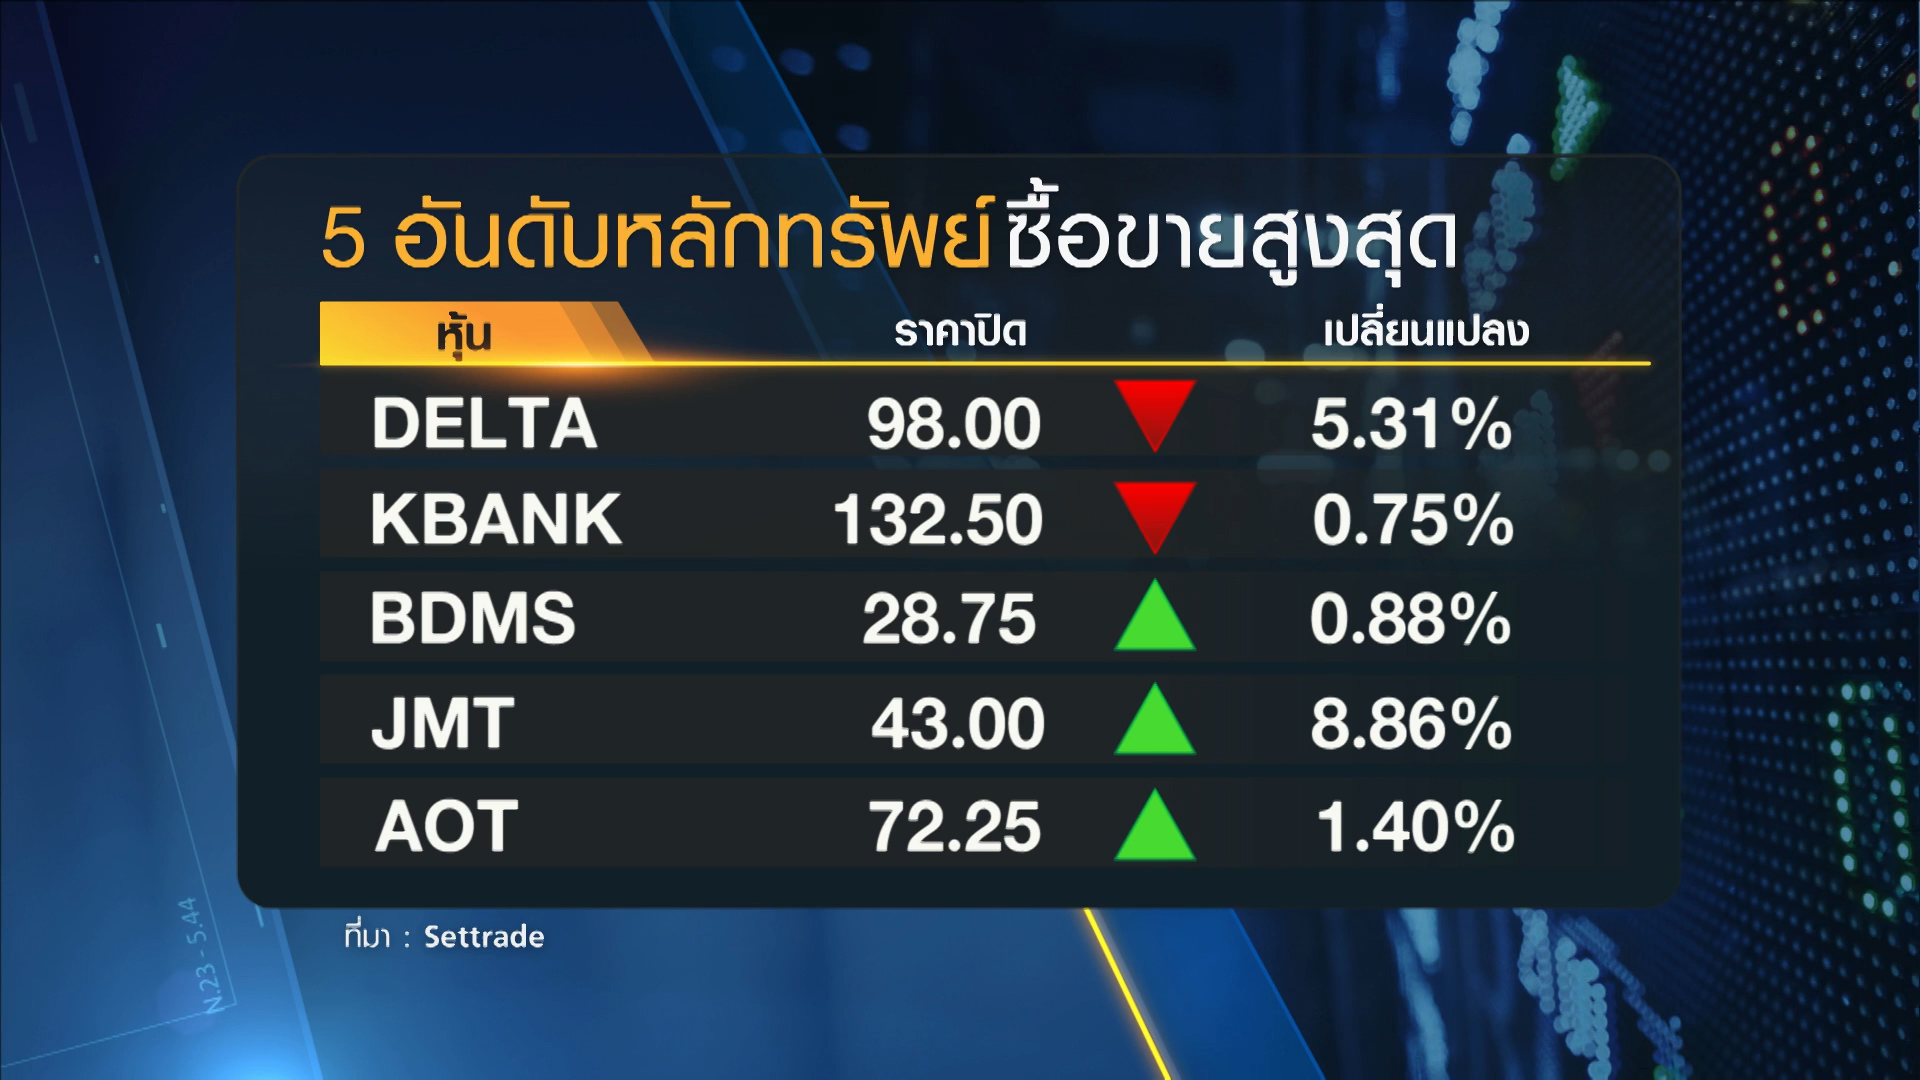 5 อันดับหลักทรัพย์ซื้อขายสูงสุด
หุ้น ราคาปิด เปลี่ยนแปลง
DELTA 98.00 ▼ 5.31%
KBANK 132.50 ▼ 0.75%
BDMS 28.75 ▲ 0.88%
JMT 43.00 ▲ 8.86%
AOT 72.25 ▲ 1.40%
ที่มา : Settrade
N.23 - 5.44